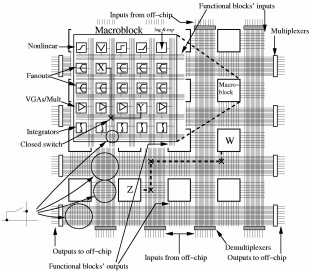 Inputs from off-chip
Functional blocks' inputs
Macroblock
log & exp
Multiplexers
Nonlinear
Fanouts
Macro-
block
VGAs/Mult.
Integrators
Closed switch
W
Z
Outputs to off-chip
Inputs from off-chip
Demultiplexers
Outputs to off-chip
Functional blocks' outputs